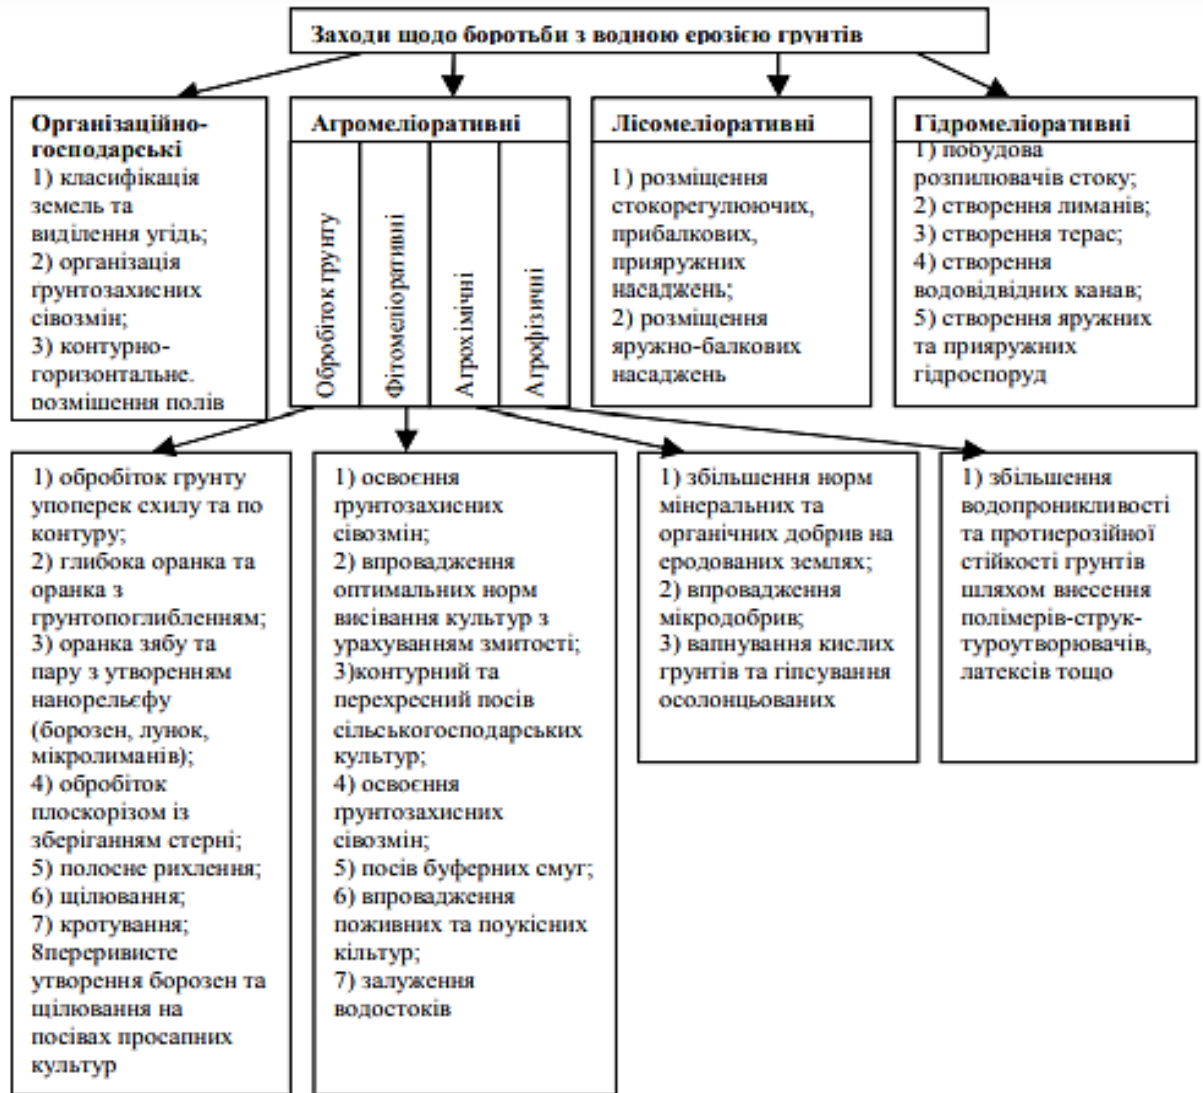 Заходи щодо боротьби з водною ерозією грунтів
Організаційно-
господарські
1) класифікація
земель та
виділення угідь;
2) організація
ґрунтозахисних
сівозмін;
3) контурно-
горизонтальне.
розміщення полів
Агромеліоративні
Обробіток грунту
Фітомеліоративні
Агрохімічні
Агрофізичні
Лісомеліоративні
1) розміщення
стокорегулюючих,
прибалкових,
прияружних
насаджень;
2) розміщення
яружно-балкових
насаджень
Гідромеліоративні
1) побудова
розпилювачів стоку;
2) створення лиманів;
3) створення терас;
4) створення
водовідвідних канав;
5) створення яружних
та прияружних
гідроспоруд
1) обробіток грунту
упоперек схилу та по
контуру;
2) глибока оранка та
оранка з
грунтопоглибленням;
3) оранка зябу та
пару з утворенням
нанорельєфу
(борозен, лунок,
мікролиманів);
4) обробіток
плоскорізом із
зберіганням стерні;
5) полосне рихлення;
6) щілювання;
7) кротування;
8переривисте
утворення борозен та
щілювання на
посівах просапних
культур
1) освоєння
ґрунтозахисних
сівозмін;
2) впровадження
оптимальних норм
висівання культур з
урахуванням змитості;
3)контурний та
перехресний посів
сільськогосподарських
культур;
4) освоєння
ґрунтозахисних
сівозмін;
5) посів буферних смуг;
6) впровадження
поживних та поукісних
кільтур;
7) залуження
водостоків
1) збільшення норм
мінеральних та
органічних добрив на
еродованих землях;
2) впровадження
мікродобрив;
3) вапнування кислих
грунтів та гіпсування
осолонцьованих
1) збільшення
водопроникливості
та протиерозійної
стійкості грунтів
шляхом внесення
полімерів-струк-
туроутворювачів,
латексів тощо